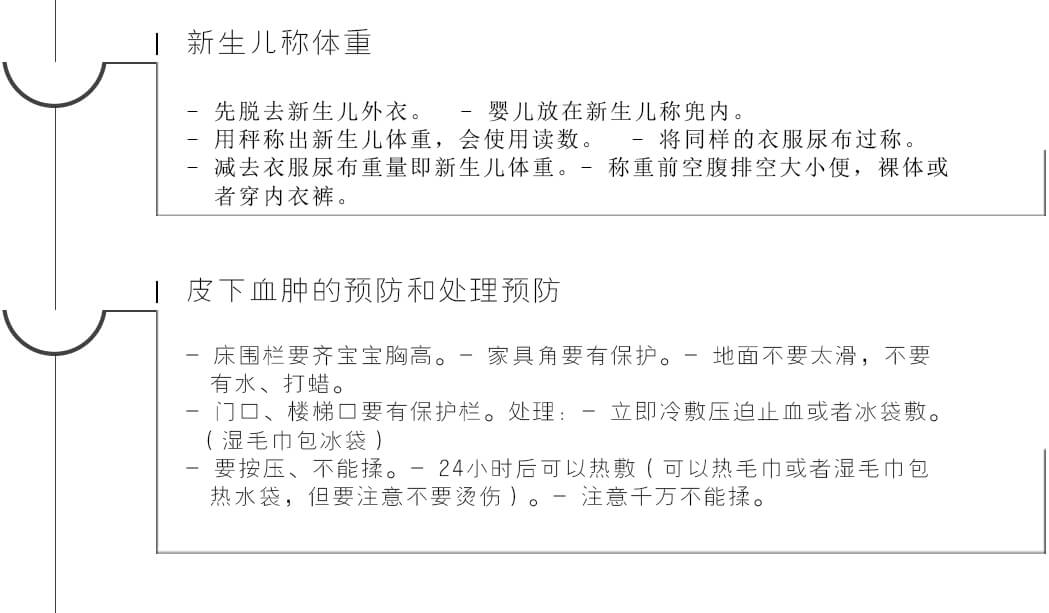 新生儿称体重
- 先脱去新生儿外衣。 - 婴儿放在新生儿称兜内。
- 用秤称出新生儿体重，会使用读数。 - 将同样的衣服尿布过称。
- 减去衣服尿布重量即新生儿体重。- 称重前空腹排空大小便，裸体或
者穿内衣裤。
皮下血肿的预防和处理预防
- 床围栏要齐宝宝胸高。- 家具角要有保护。- 地面不要太滑，不要
有水、打蜡。
- 门口、楼梯口要有保护栏。处理：- 立即冷敷压迫止血或者冰袋敷。
（湿毛巾包冰袋）
- 要按压、不能揉。- 24小时后可以热敷（可以热毛巾或者湿毛巾包
热水袋，但要注意不要烫伤）。- 注意千万不能揉。